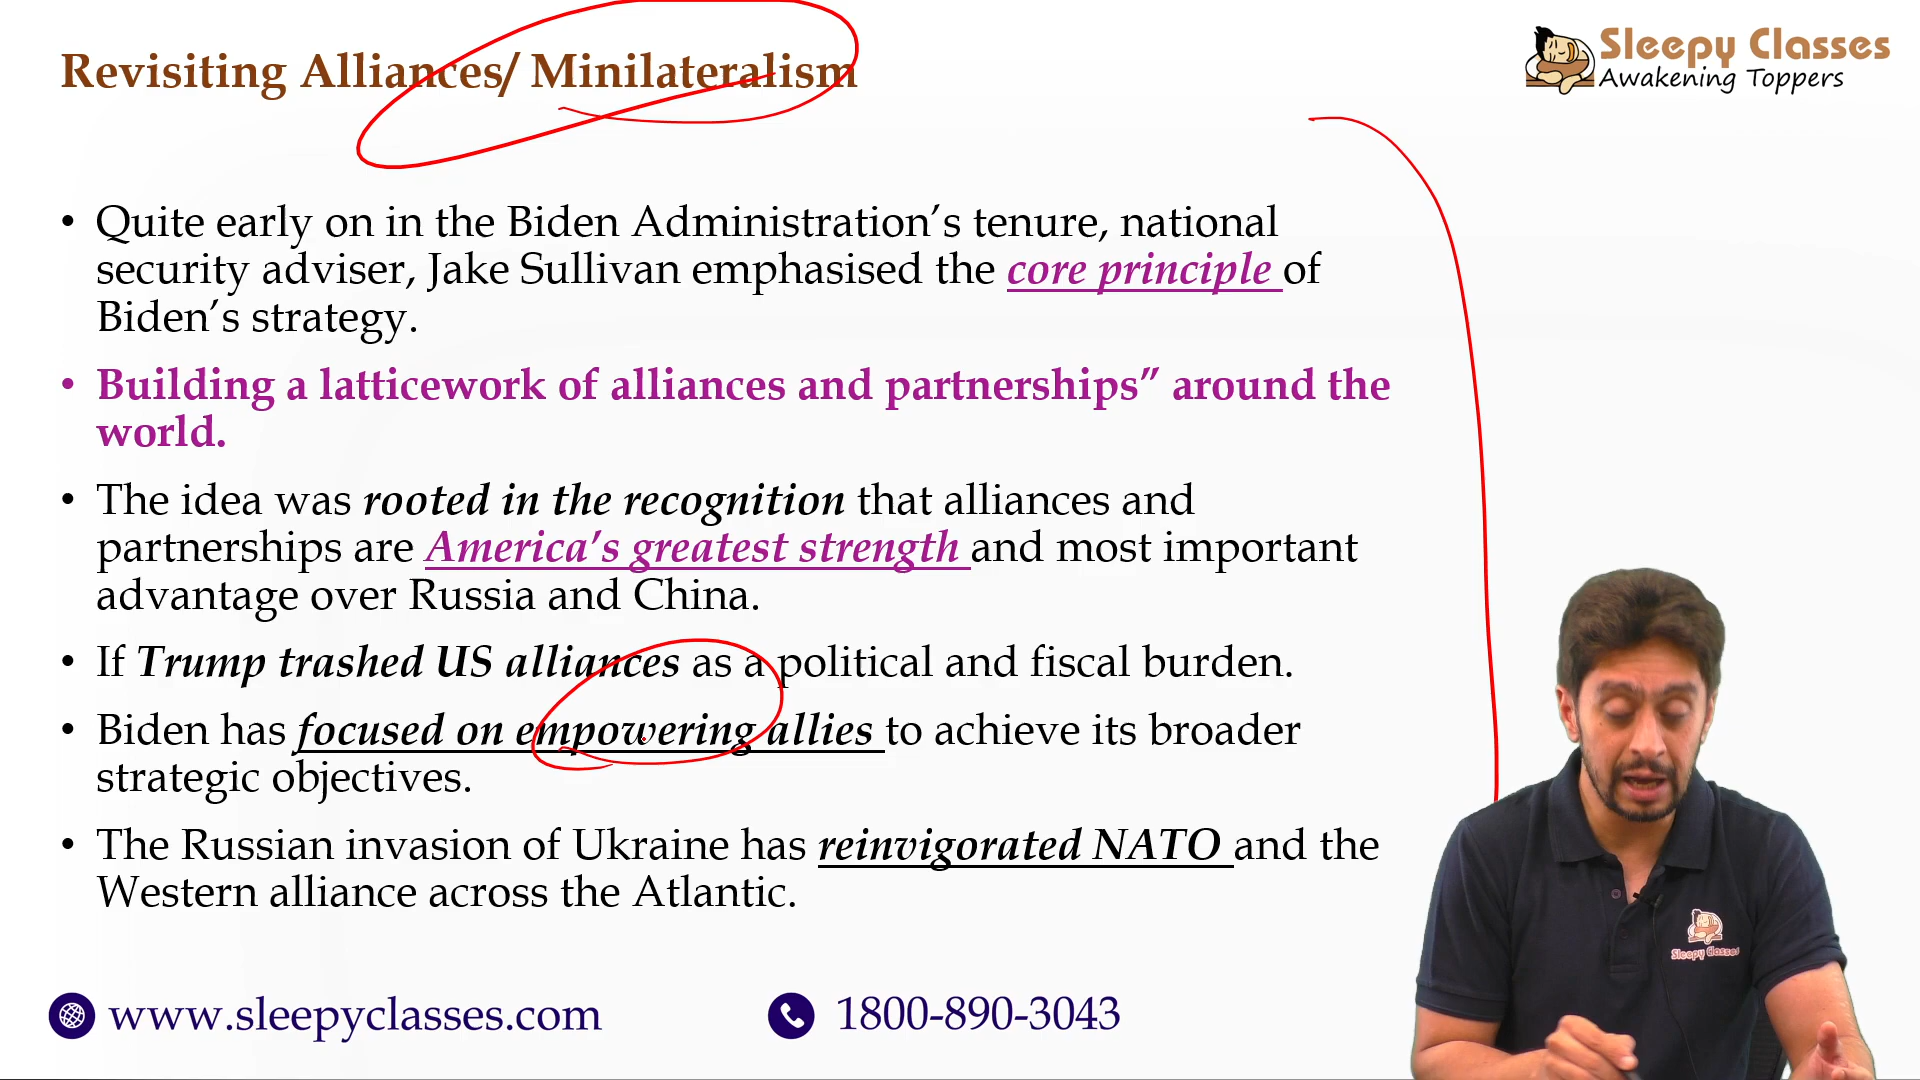 Revisiting Alliances/ Minilateralism
Sleepy Classes
Awakening Toppers
• Quite early on in the Biden Administration’s tenure, national
security adviser, Jake Sullivan emphasised the core principle of
Biden’s strategy.
• Building a latticework of alliances and partnerships” around the
world.
• The idea was rooted in the recognition that alliances and
partnerships are America’s greatest strength and most important
advantage over Russia and China.
• If Trump trashed US alliances as a political and fiscal burden.
• Biden has focused on empowering allies to achieve its broader
strategic objectives.
• The Russian invasion of Ukraine has reinvigorated NATO and the
Western alliance across the Atlantic.
Sleepy Classes
www.sleepyclasses.com
1800-890-3043